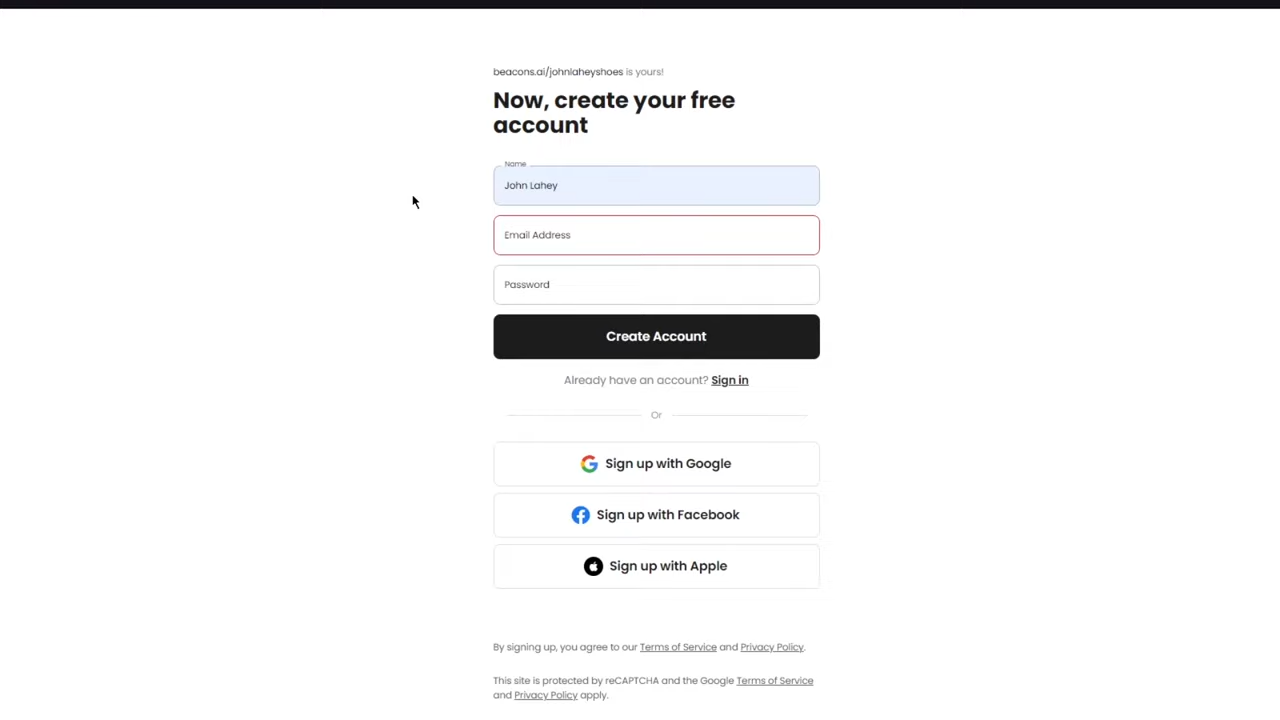 beacons.ai/johnlaheyshoes is yours!
Now, create your free
account
Name
John Lahey
Email Address
Password
Create Account
Already have an account? Sign in
Or
Sign up with Google
Sign up with Facebook
Sign up with Apple
By signing up, you agree to our Terms of Service and Privacy Policy.
This site is protected by reCAPTCHA and the Google Terms of Service
and Privacy Policy apply.